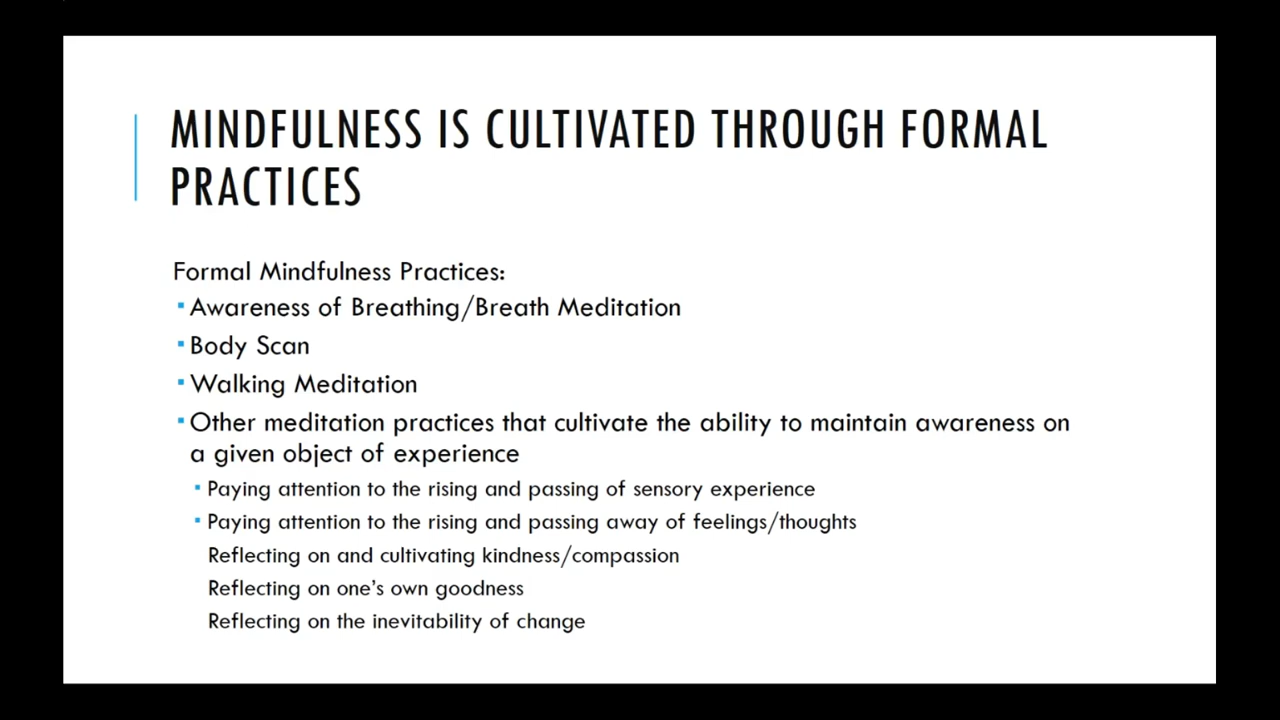 MINDFULNESS IS CULTIVATED THROUGH FORMAL
PRACTICES
Formal Mindfulness Practices:
▪ Awareness of Breathing/Breath Meditation
▪ Body Scan
▪ Walking Meditation
▪ Other meditation practices that cultivate the ability to maintain awareness on
a given object of experience
▪ Paying attention to the rising and passing of sensory experience
▪ Paying attention to the rising and passing away of feelings/thoughts
Reflecting on and cultivating kindness/compassion
Reflecting on one’s own goodness
Reflecting on the inevitability of change